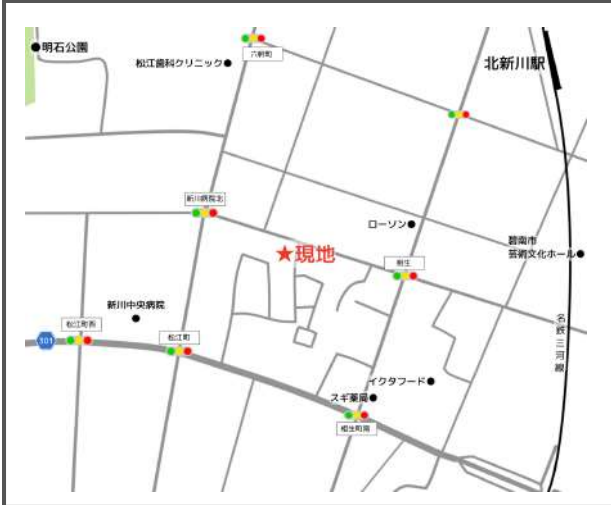 明石公園
松江歯科クリニック
六軒町
北新川駅
新川病院北
ローソン
★現地
碧南市
芸術文化ホール
相生
新川中央病院
松江町西
松江町
301
名鉄三河線
イクタフード
スギ薬局
相生町南